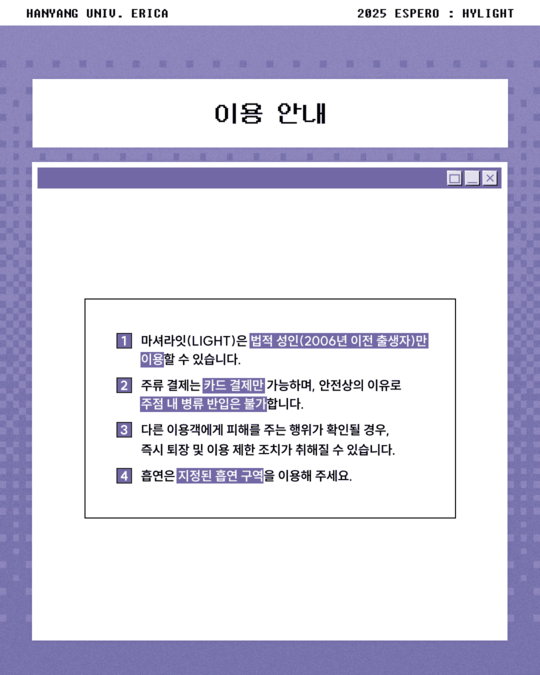 HANYANG UNIV. ERICA
2025 ESPERO : HYLIGHT
이용 안내
1 마셔라잇(LIGHT)은 법적 성인(2006년 이전 출생자)만
이용할 수 있습니다.
2 주류 결제는 카드 결제만 가능하며, 안전상의 이유로
주점 내 병류 반입은 불가합니다.
3 다른 이용객에게 피해를 주는 행위가 확인될 경우,
즉시 퇴장 및 이용 제한 조치가 취해질 수 있습니다.
4 흡연은 지정된 흡연 구역을 이용해 주세요.